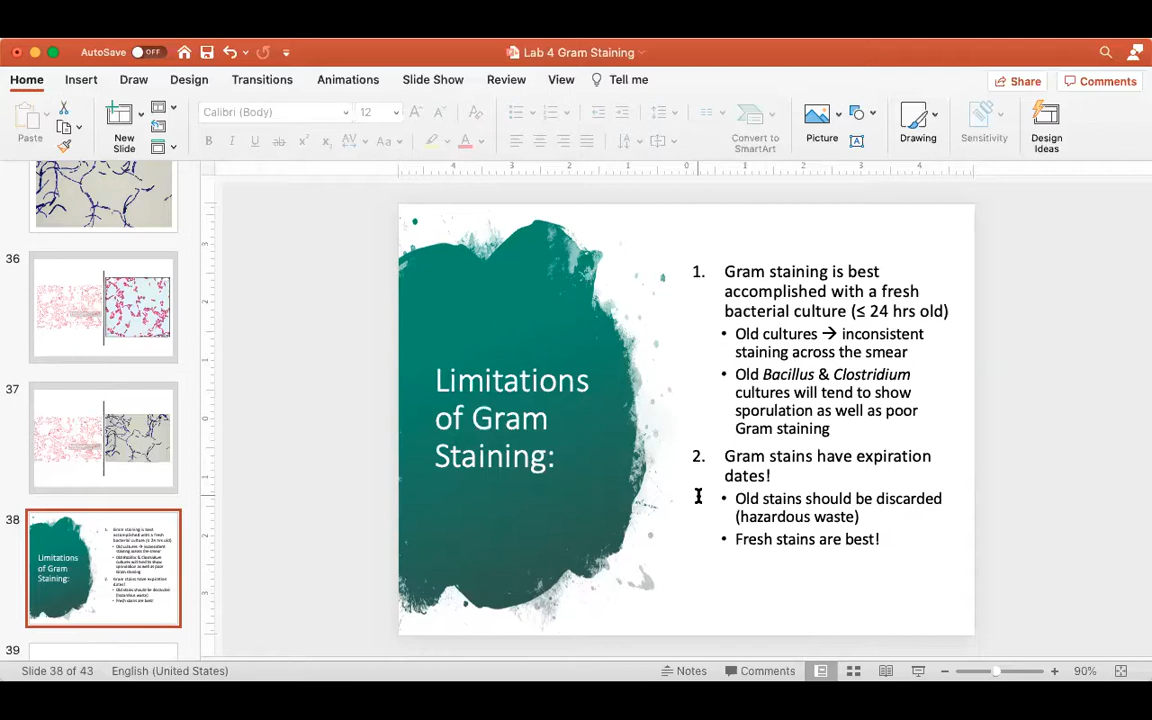 AutoSave OFF
Lab 4 Gram Staining
Home Insert Draw Design Transitions Animations Slide Show Review View Tell me
Share Comments
Paste
New
Slide
Calibri (Body) 12
Convert to
SmartArt
Picture
Drawing
Sensitivity
Design
Ideas
36
37
38
39
Limitations
of Gram
Staining:
1. Gram staining is best
accomplished with a fresh
bacterial culture (≤ 24 hrs old)
• Old cultures → inconsistent
staining across the smear
• Old Bacillus & Clostridium
cultures will tend to show
sporulation as well as poor
Gram staining
2. Gram stains have expiration
dates!
• Old stains should be discarded
(hazardous waste)
• Fresh stains are best!
Slide 38 of 43 English (United States)
Notes Comments 90%